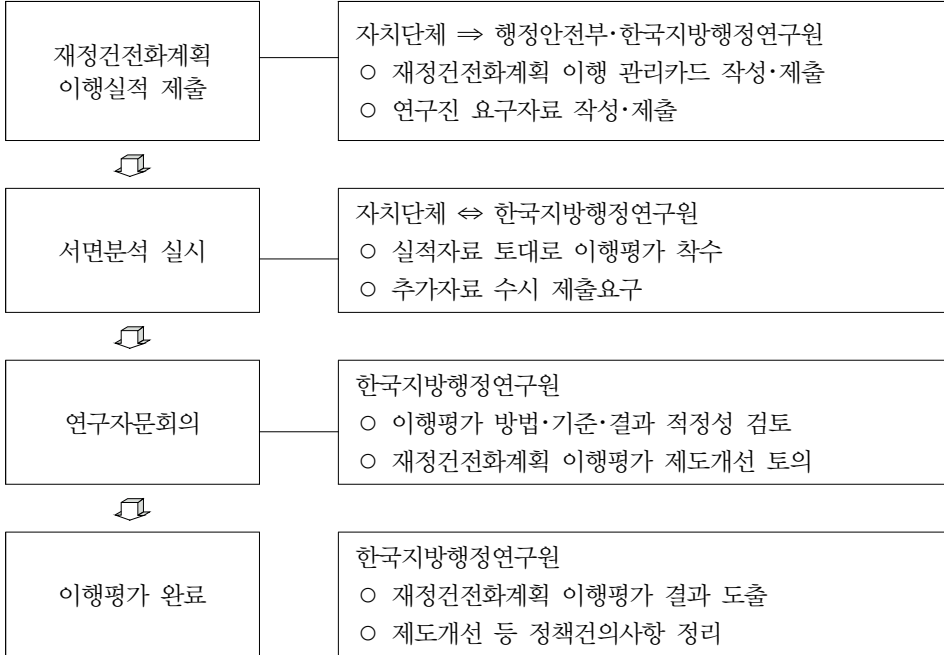 재정건전화계획
이행실적 제출
자치단체 ⇒ 행정안전부·한국지방행정연구원
○ 재정건전화계획 이행 관리카드 작성·제출
○ 연구진 요구자료 작성·제출
서면분석 실시
자치단체 ⇔ 한국지방행정연구원
○ 실적자료 토대로 이행평가 착수
○ 추가자료 수시 제출요구
연구자문회의
한국지방행정연구원
○ 이행평가 방법·기준·결과 적정성 검토
○ 재정건전화계획 이행평가 제도개선 토의
이행평가 완료
한국지방행정연구원
○ 재정건전화계획 이행평가 결과 도출
○ 제도개선 등 정책건의사항 정리